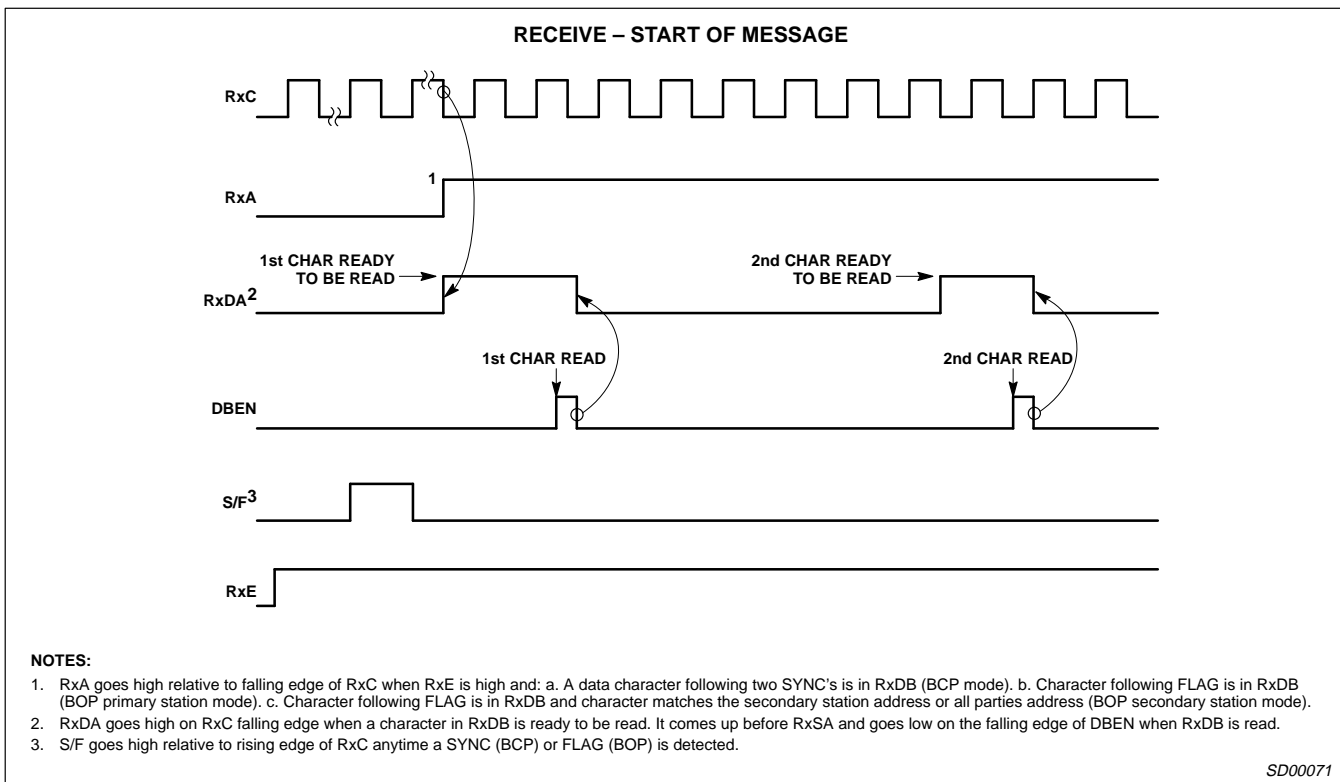 RECEIVE – START OF MESSAGE
RxC
RxA
1
1st CHAR READY
TO BE READ
2nd CHAR READY
TO BE READ
RxDA2
1st CHAR READ
2nd CHAR READ
DBEN
S/F3
RxE
NOTES:
1. RxA goes high relative to falling edge of RxC when RxE is high and: a. A data character following two SYNC's is in RxDB (BCP mode). b. Character following FLAG is in RxDB
(BOP primary station mode). c. Character following FLAG is in RxDB and character matches the secondary station address or all parties address (BOP secondary station mode).
2. RxDA goes high on RxC falling edge when a character in RxDB is ready to be read. It comes up before RxSA and goes low on the falling edge of DBEN when RxDB is read.
3. S/F goes high relative to rising edge of RxC anytime a SYNC (BCP) or FLAG (BOP) is detected.
SD00071